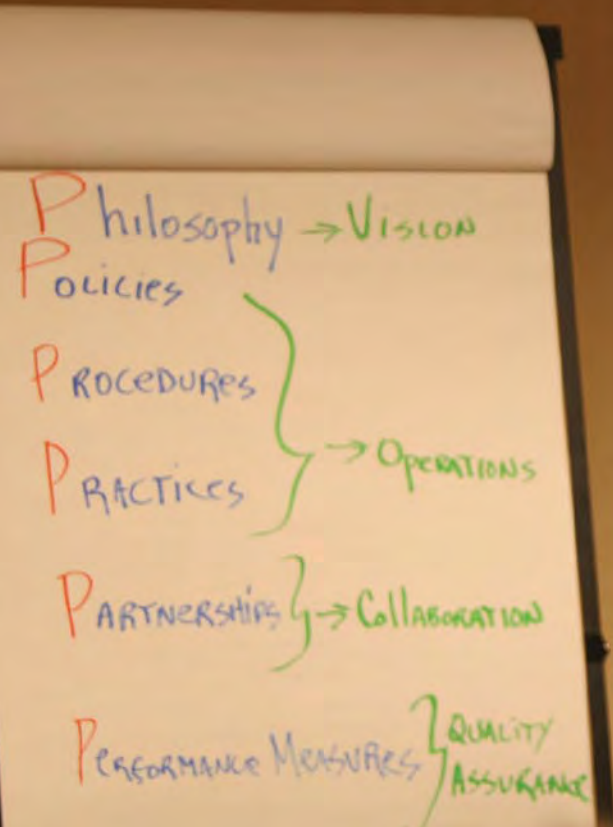 Philosophy → Vision
Policies
Procedures
Practices
→ Operations
Partnerships → Collaboration
Performance Measures
Quality
Assurance